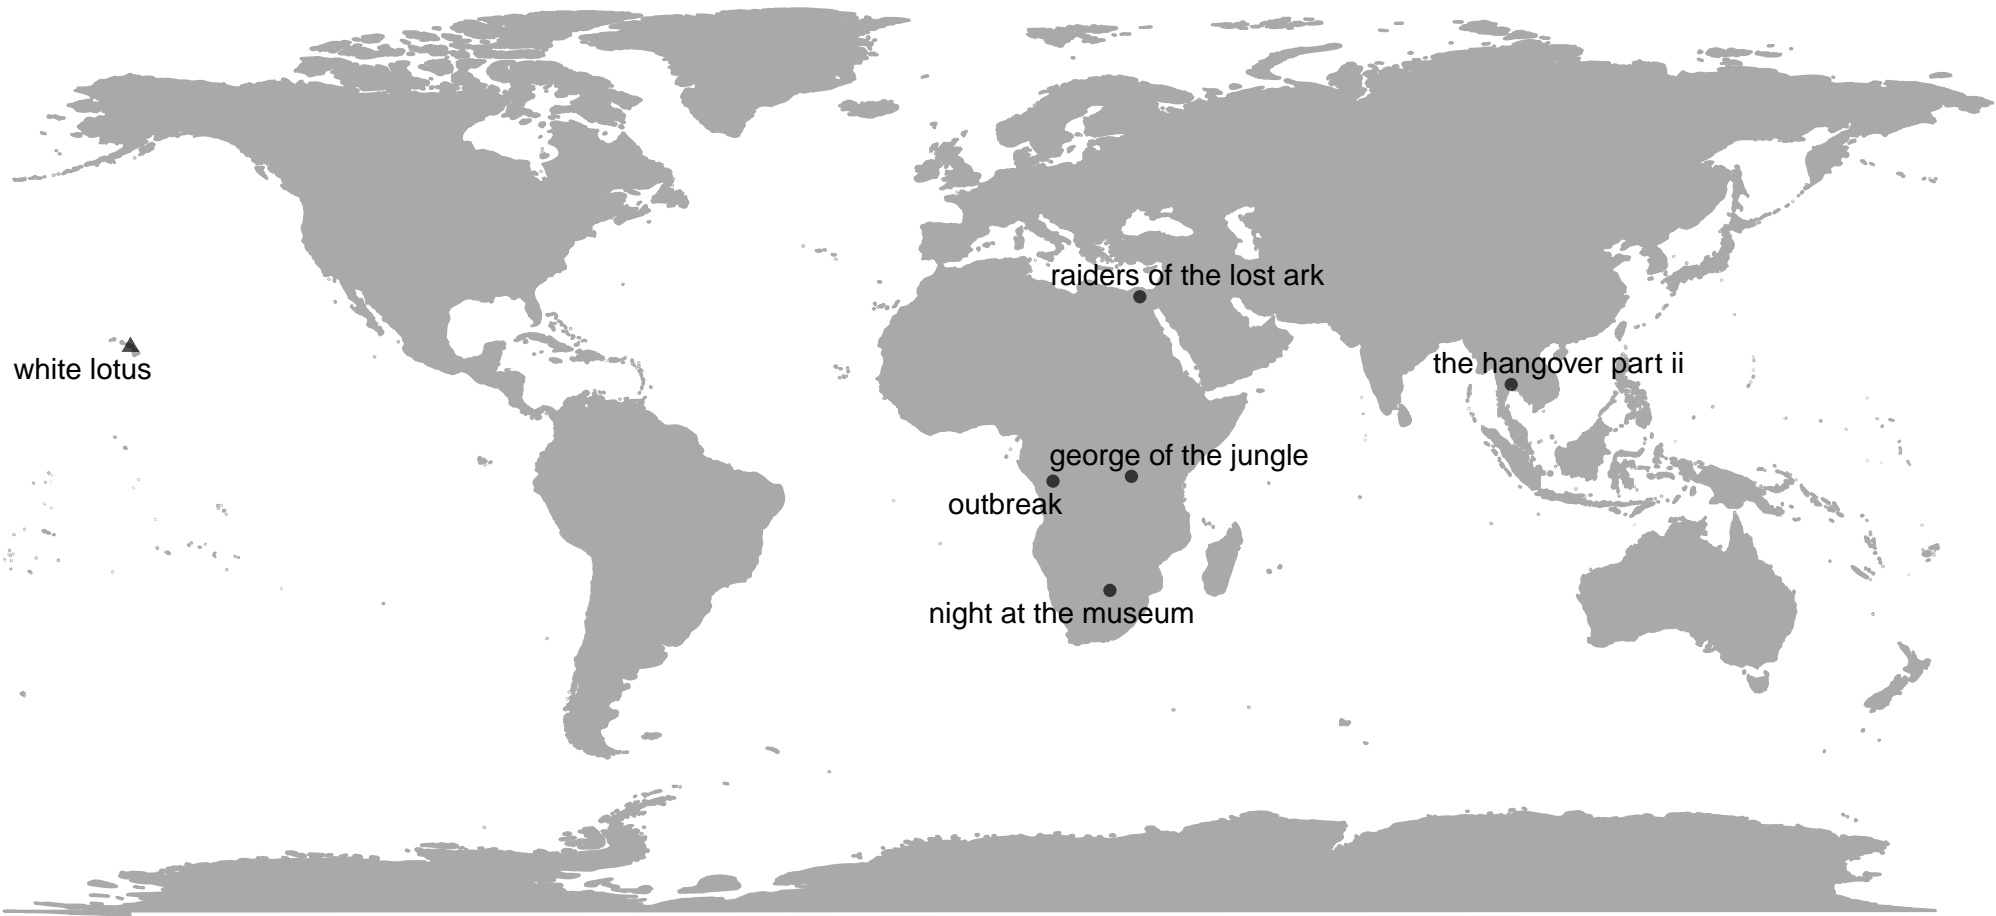 raiders of the lost ark
white lotus
the hangover part ii
george of the jungle
outbreak
night at the museum